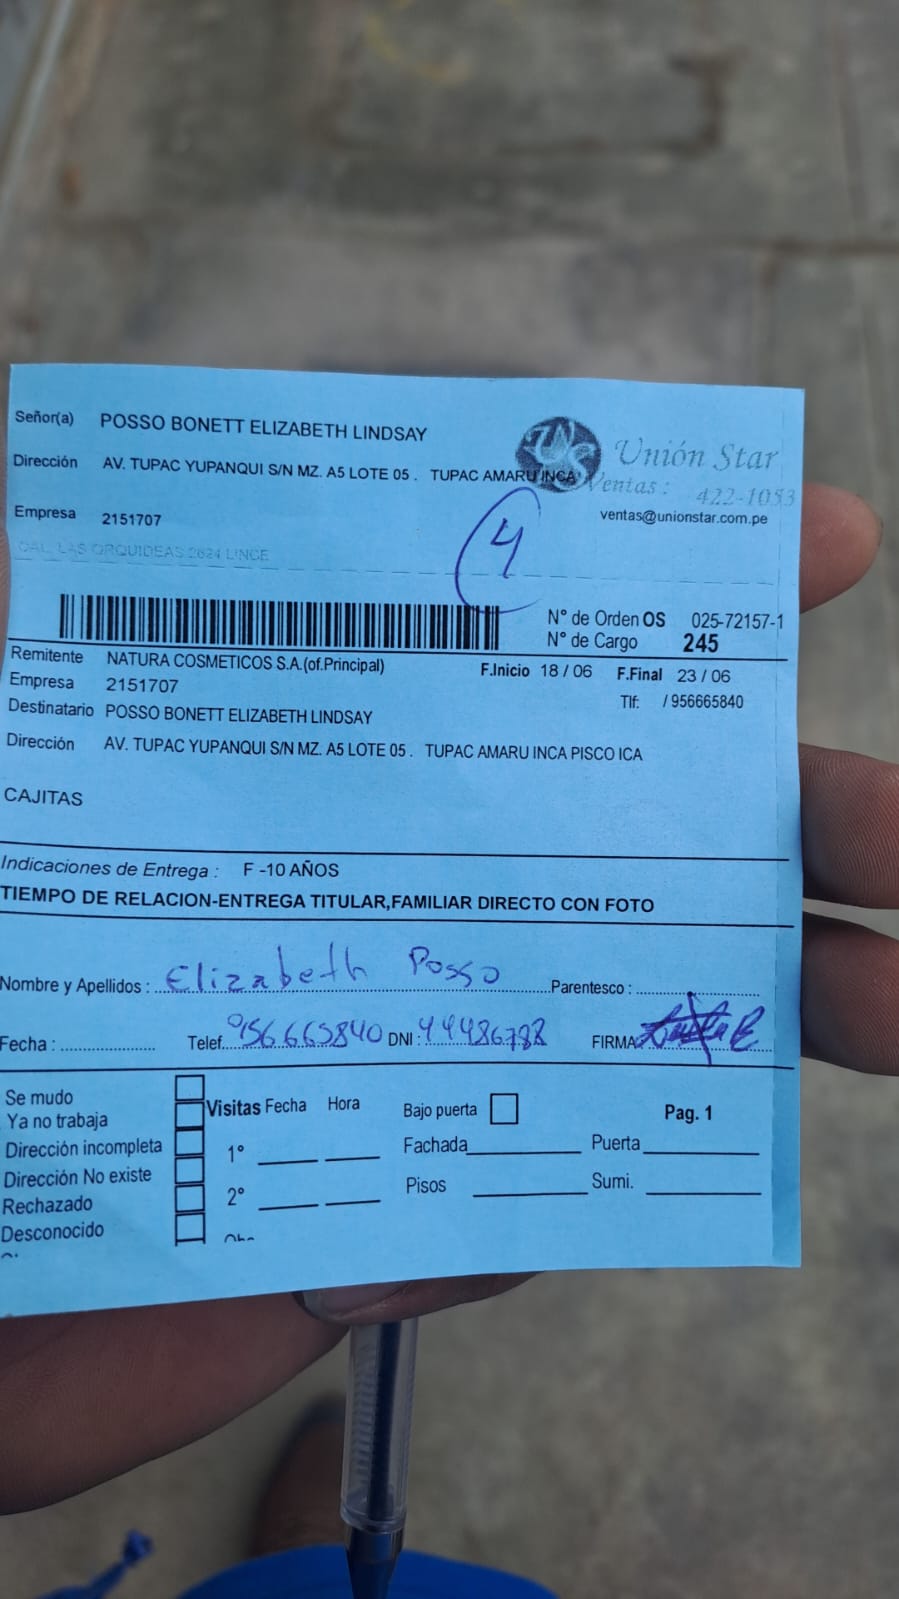 Señor(a) POSSO BONETT ELIZABETH LINDSAY
Unión Star
Dirección AV. TUPAC YUPANQUI S/N MZ. A5 LOTE 05 . TUPAC AMARU INCA
Ventas : 422-1053
Empresa 2151707
ventas@unionstar.com.pe
CAL. LAS ORQUIDEAS 2624 LINCE
4
N° de Orden OS 025-72157-1
N° de Cargo 245
Remitente NATURA COSMETICOS S.A.(of.Principal)
F.Inicio 18 / 06 F.Final 23 / 06
Empresa 2151707
Tlf: / 956665840
Destinatario POSSO BONETT ELIZABETH LINDSAY
Dirección AV. TUPAC YUPANQUI S/N MZ. A5 LOTE 05 . TUPAC AMARU INCA PISCO ICA
CAJITAS
Indicaciones de Entrega : F -10 AÑOS
TIEMPO DE RELACION-ENTREGA TITULAR,FAMILIAR DIRECTO CON FOTO
Nombre y Apellidos : Elizabeth Posso Parentesco :
Fecha : Telef. 956665840 DNI : 44486788 FIRMA
Se mudo
Ya no trabaja
Dirección incompleta
Dirección No existe
Rechazado
Desconocido
Visitas Fecha Hora
1°
2°
Bajo puerta
Pag. 1
Fachada Puerta
Pisos Sumi.